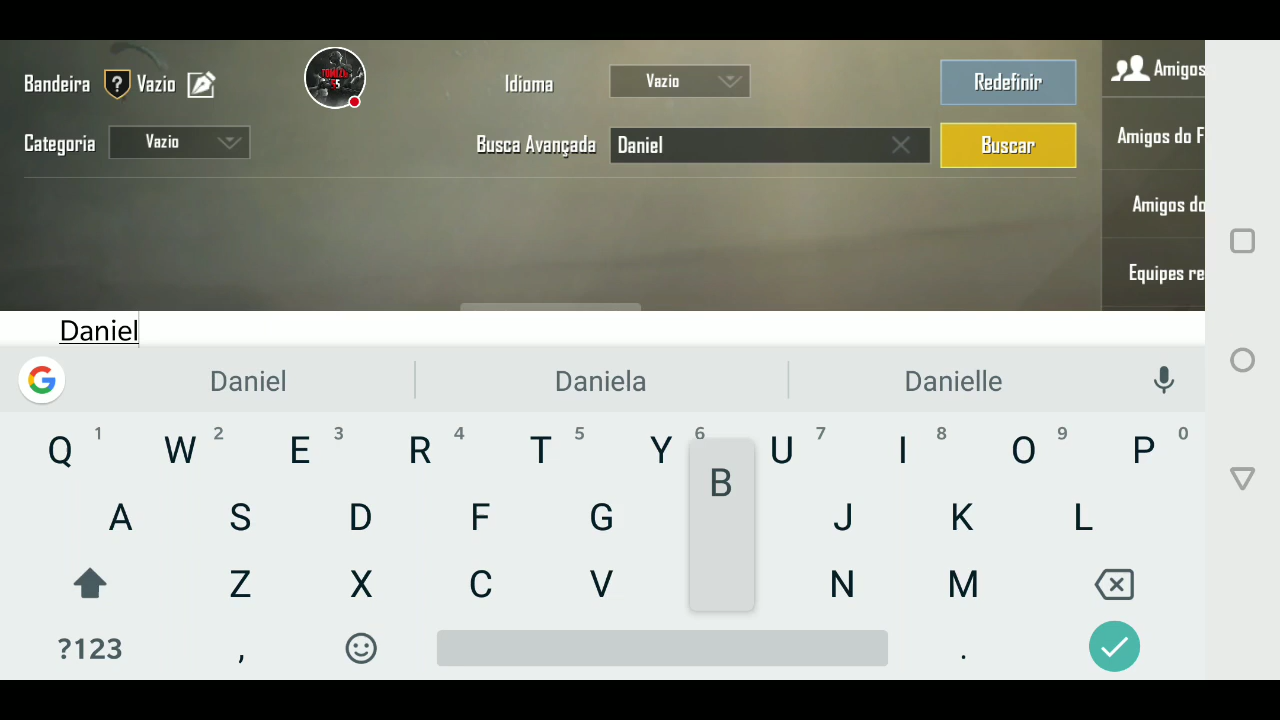 Bandeira ? Vazio Idioma Vazio Redefinir Amigos
Categoria Vazio Busca Avançada Daniel Buscar Amigos do F
Amigos do
Equipes re
Daniel
Daniel Daniela Danielle
Q 1 W 2 E 3 R 4 T 5 Y 6 U 7 I 8 O 9 P 0
B
A S D F G J K L
Z X C V N M
?123 , .